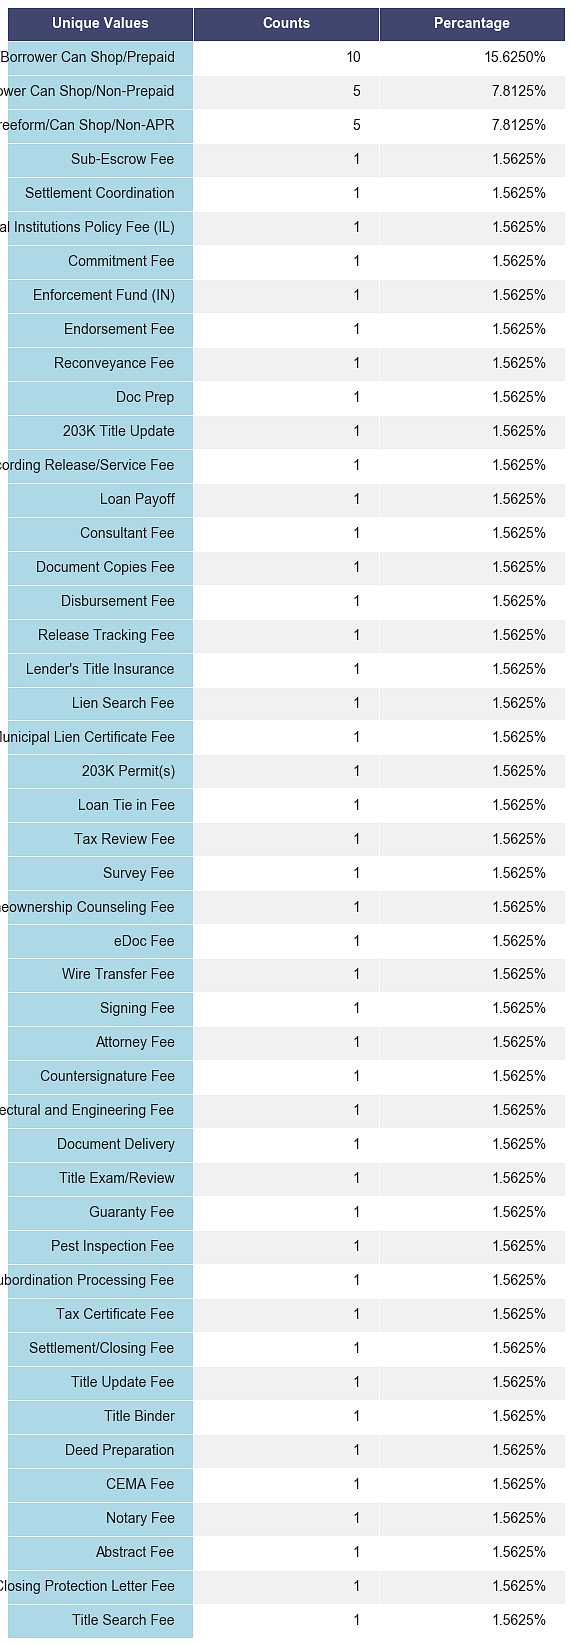 Unique Values Counts Percantage
Borrower Can Shop/Prepaid 10 15.6250%
Can Shop/Non-Prepaid 5 7.8125%
Shop/Non-APR 5 7.8125%
Sub-Escrow Fee 1 1.5625%
Settlement Coordination 1 1.5625%
Institutions Policy Fee (IL) 1 1.5625%
Commitment Fee 1 1.5625%
Enforcement Fund (IN) 1 1.5625%
Endorsement Fee 1 1.5625%
Reconveyance Fee 1 1.5625%
Doc Prep 1 1.5625%
203K Title Update 1 1.5625%
Release/Service Fee 1 1.5625%
Loan Payoff 1 1.5625%
Consultant Fee 1 1.5625%
Document Copies Fee 1 1.5625%
Disbursement Fee 1 1.5625%
Release Tracking Fee 1 1.5625%
Lender's Title Insurance 1 1.5625%
Lien Search Fee 1 1.5625%
Lien Certificate Fee 1 1.5625%
203K Permit(s) 1 1.5625%
Loan Tie in Fee 1 1.5625%
Tax Review Fee 1 1.5625%
Survey Fee 1 1.5625%
Counseling Fee 1 1.5625%
eDoc Fee 1 1.5625%
Wire Transfer Fee 1 1.5625%
Signing Fee 1 1.5625%
Attorney Fee 1 1.5625%
Countersignature Fee 1 1.5625%
and Engineering Fee 1 1.5625%
Document Delivery 1 1.5625%
Title Exam/Review 1 1.5625%
Guaranty Fee 1 1.5625%
Pest Inspection Fee 1 1.5625%
Processing Fee 1 1.5625%
Tax Certificate Fee 1 1.5625%
Settlement/Closing Fee 1 1.5625%
Title Update Fee 1 1.5625%
Title Binder 1 1.5625%
Deed Preparation 1 1.5625%
CEMA Fee 1 1.5625%
Notary Fee 1 1.5625%
Abstract Fee 1 1.5625%
Closing Protection Letter Fee 1 1.5625%
Title Search Fee 1 1.5625%